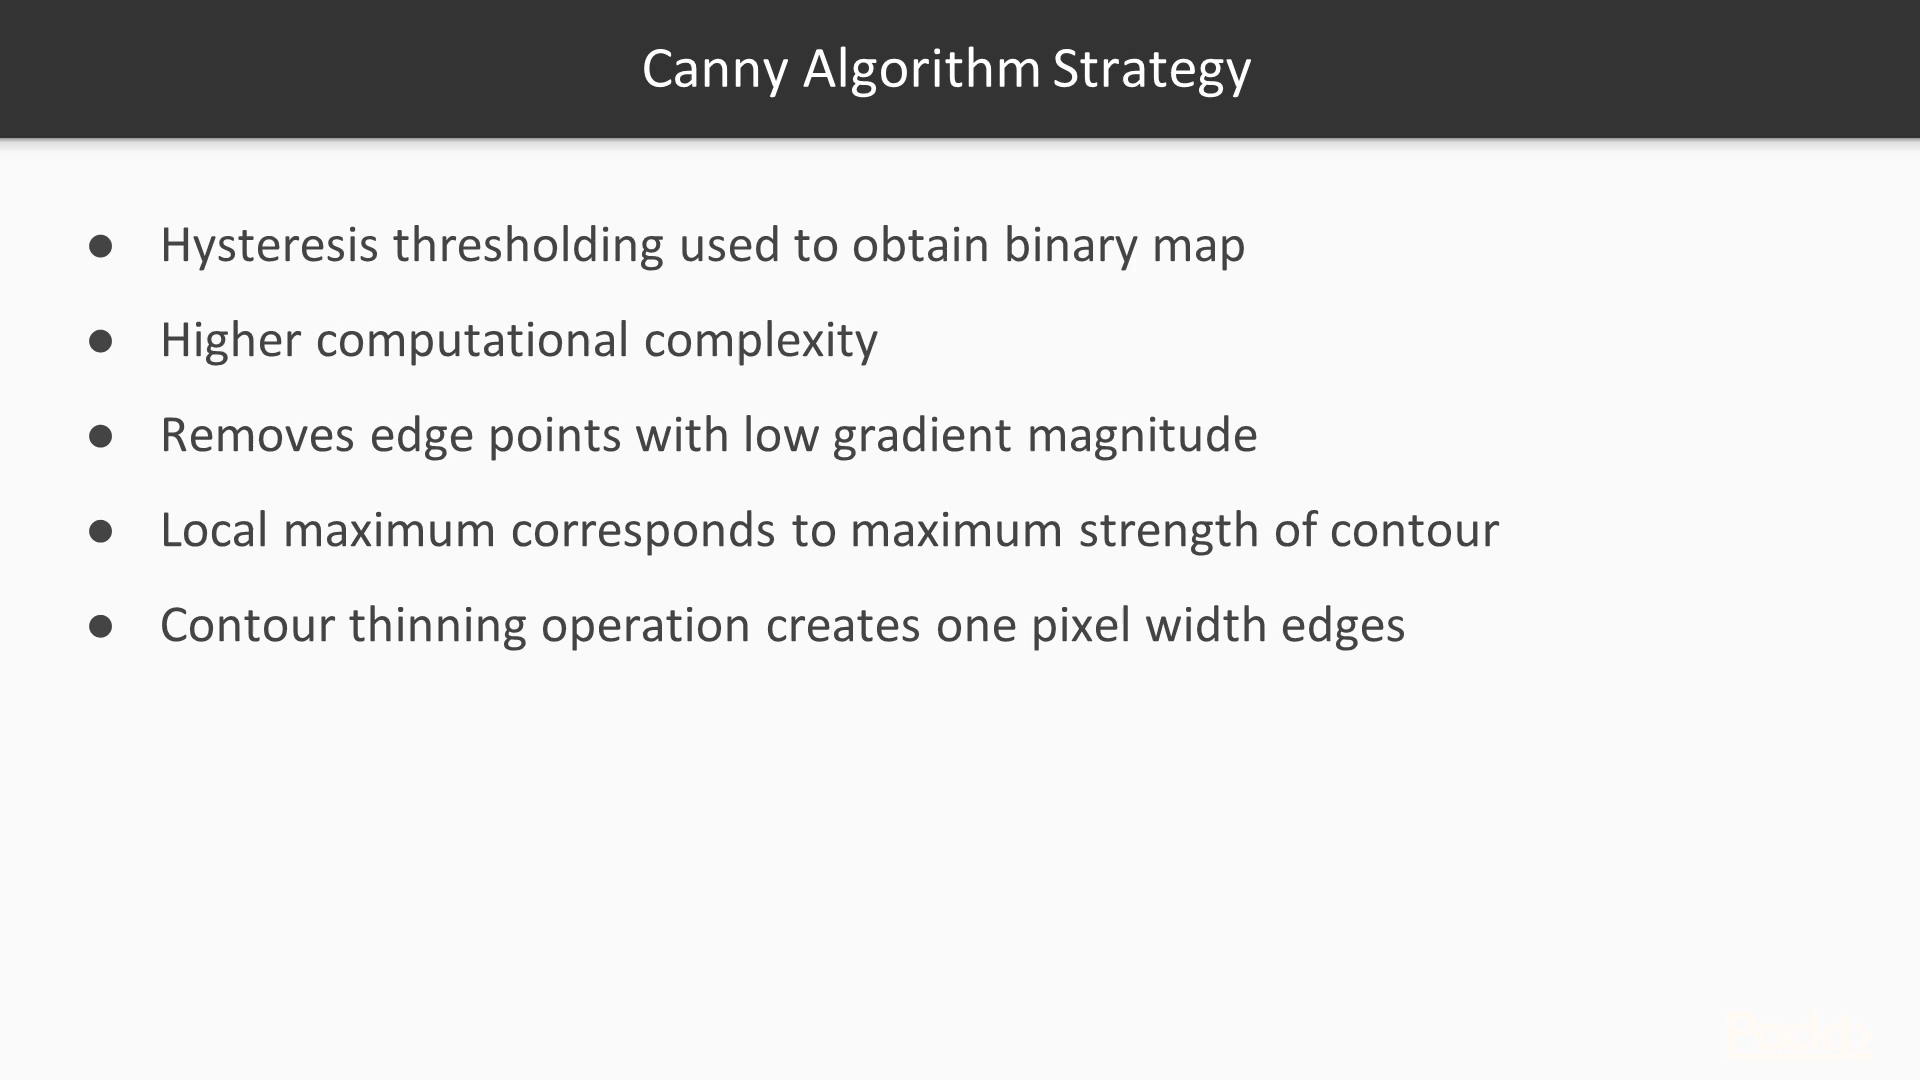 Canny Algorithm Strategy
● Hysteresis thresholding used to obtain binary map
● Higher computational complexity
● Removes edge points with low gradient magnitude
● Local maximum corresponds to maximum strength of contour
● Contour thinning operation creates one pixel width edges